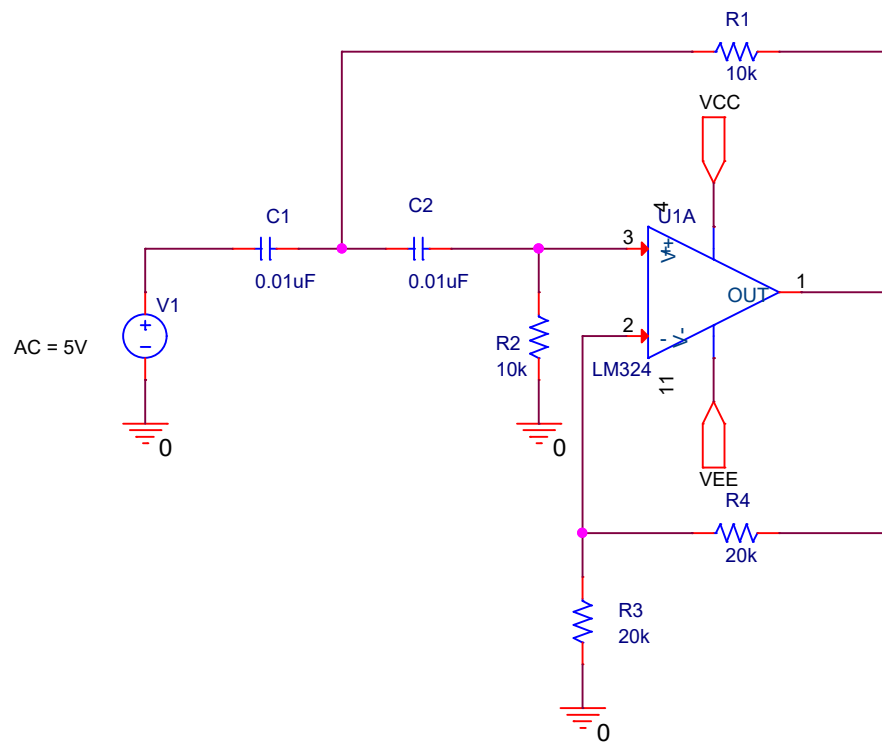 R1
10k
VCC
C1
C2
4
U1A
0.01uF
0.01uF
3
V+
+
OUT
1
V1
AC = 5V
+
−
R2
10k
2
-
V-
LM324
11
0
0
VEE
R4
20k
R3
20k
0